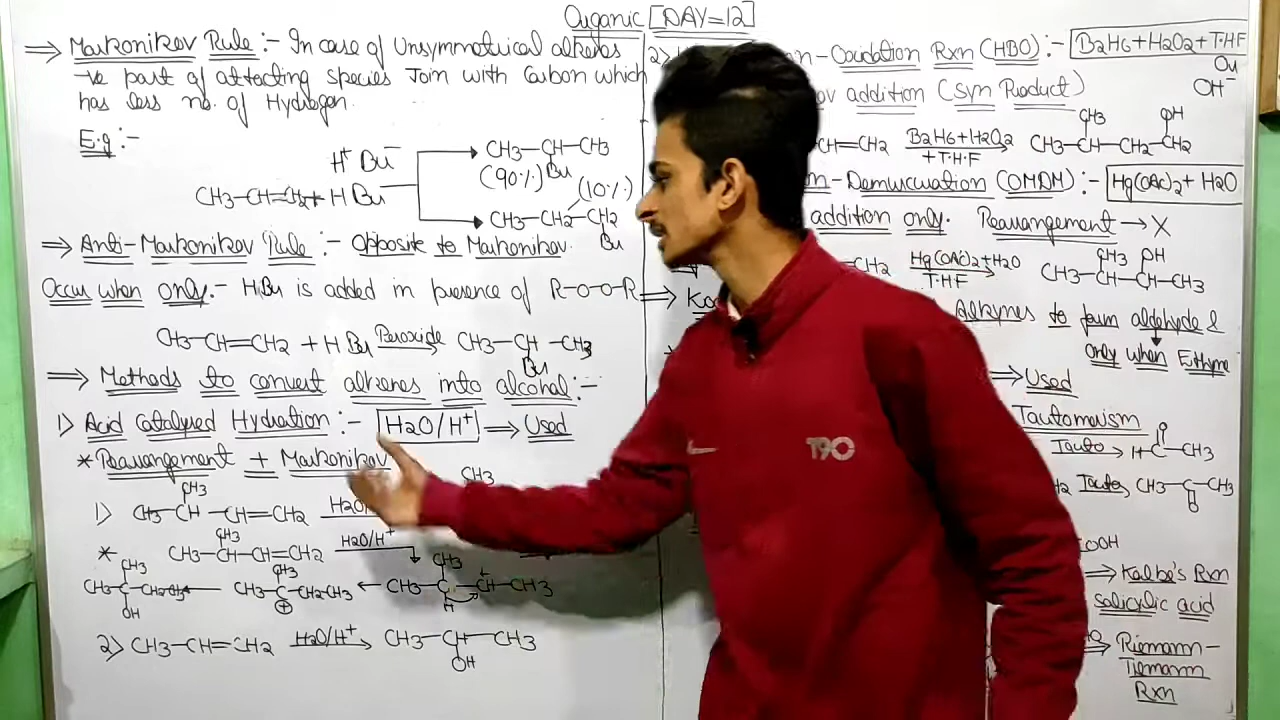 Organic [DAY=12]
⇒ Markonikov Rule :- In case of Unsymmetrical alkenes
-ve part of attacting species Join with Carbon which
has less no. of Hydrogen.
E.g :-
H⁺ Br⁻
CH3-CH=CH2 + H Br
CH3-CH-CH3
(90%) Br
(10%)
CH3-CH2-CH2
Br
⇒ Anti-Markonikov Rule :- Opposite to Markonikov.
Occur when only :- HBr is added in presence of R-O-O-R
CH3-CH=CH2 + H Br Peroxide CH3-CH-CH3
Br
⇒ Methods to convert alkenes into alcohal :-
1) Acid Catalysed Hydration :- H2O/H⁺ ⇒ Used
* Rearrangement + Markonikov
CH3
CH3
1) CH3-CH-CH=CH2
CH3
* CH3-CH-CH=CH2 H2O/H⁺
CH3
CH3-C-CH-CH3
+
H
CH3
CH3-C-CH2CH3
⊕
CH3
OH
2) CH3-CH=CH2 H2O/H⁺ CH3-CH-CH3
OH
2)
-Oxidation Rxn (HBO) :- B2H6+H2O2+T.H.F
Or
OH⁻
addition (Syn Product)
CH3 OH
CH=CH2 B2H6+H2O2 CH3-CH-CH2-CH2
+T.H.F
-Demurcuration (OMDM) :- Hg(OAc)2 + H2O
addition only. Rearrangement → X
CH3 OH
CH2 Hg(OAc)2+H2O CH3-CH-CH-CH3
T.H.F
⇒
Alkynes to form aldehyde &
Only when Ethyne
⇒ Used
Tautomerism
O
Tauto H-C-CH3
Tauto CH3-C-CH3
O
COOH
⇒ Kolbe's Rxn
salicylic acid
⇒ Riemann-
Tiemann
Rxn
T90